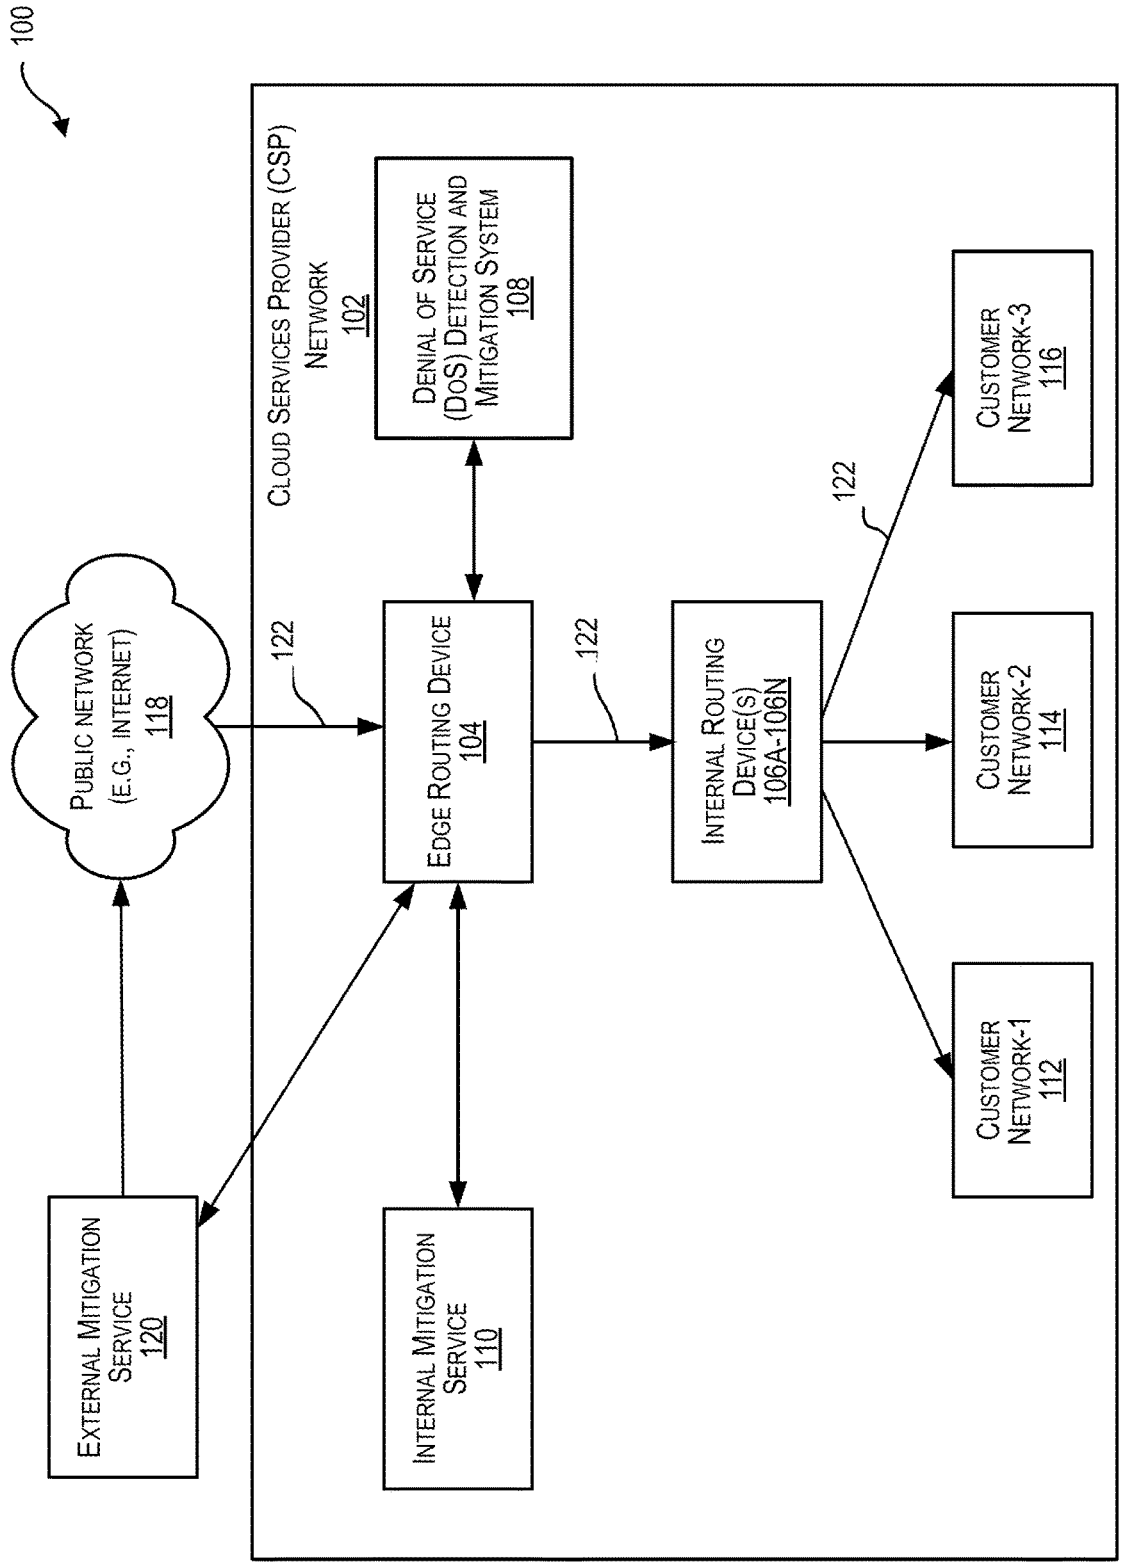 100
EXTERNAL MITIGATION
SERVICE
120
PUBLIC NETWORK
(E.G., INTERNET)
118
CLOUD SERVICES PROVIDER (CSP)
NETWORK
102
122
INTERNAL MITIGATION
SERVICE
110
EDGE ROUTING DEVICE
104
DENIAL OF SERVICE
(DOS) DETECTION AND
MITIGATION SYSTEM
108
122
INTERNAL ROUTING
DEVICE(S)
106A-106N
122
CUSTOMER
NETWORK-1
112
CUSTOMER
NETWORK-2
114
CUSTOMER
NETWORK-3
116